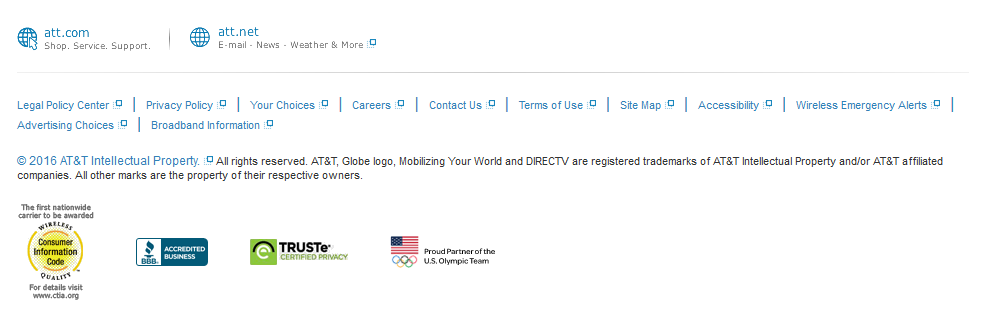 att.com
Shop. Service. Support.
att.net
E-mail - News - Weather & More
Legal Policy Center | Privacy Policy | Your Choices | Careers | Contact Us | Terms of Use | Site Map | Accessibility | Wireless Emergency Alerts |
Advertising Choices | Broadband Information
© 2016 AT&T Intellectual Property. All rights reserved. AT&T, Globe logo, Mobilizing Your World and DIRECTV are registered trademarks of AT&T Intellectual Property and/or AT&T affiliated
companies. All other marks are the property of their respective owners.
The first nationwide
carrier to be awarded
WIRELESS
Consumer
Information
Code
QUALITY
For details visit
www.ctia.org
BBB
ACCREDITED
BUSINESS
TRUSTe
CERTIFIED PRIVACY
Proud Partner of the
U.S. Olympic Team